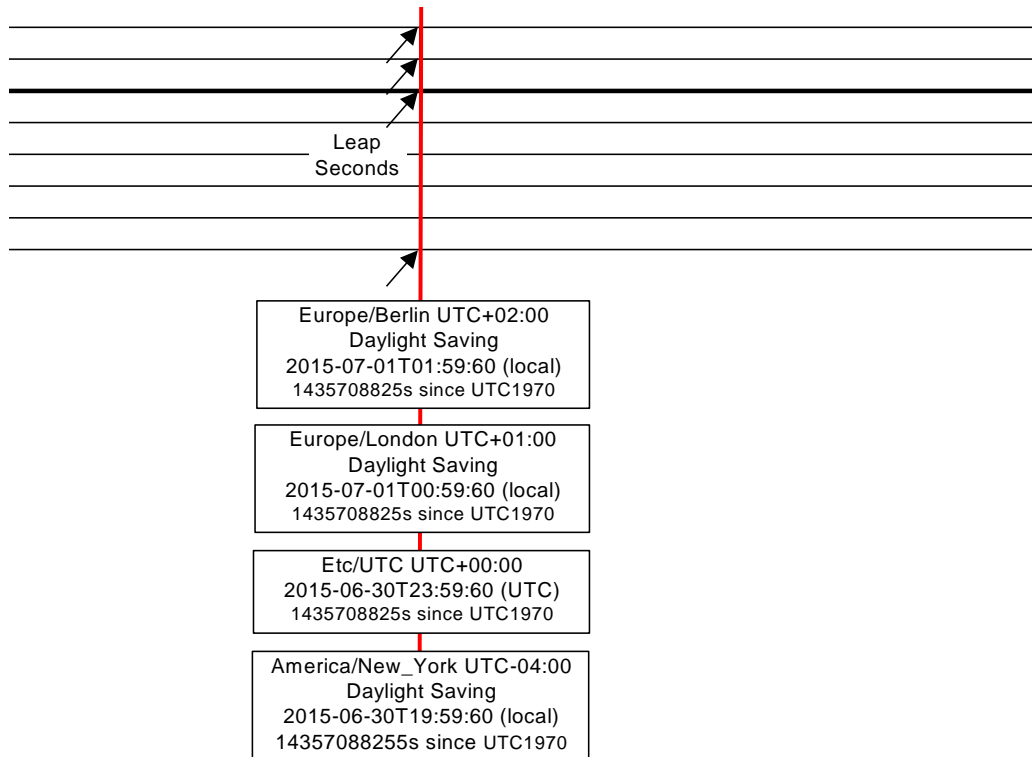 Leap
Seconds
Europe/Berlin UTC+02:00
Daylight Saving
2015-07-01T01:59:60 (local)
1435708825s since UTC1970
Europe/London UTC+01:00
Daylight Saving
2015-07-01T00:59:60 (local)
1435708825s since UTC1970
Etc/UTC UTC+00:00
2015-06-30T23:59:60 (UTC)
1435708825s since UTC1970
America/New_York UTC-04:00
Daylight Saving
2015-06-30T19:59:60 (local)
14357088255s since UTC1970